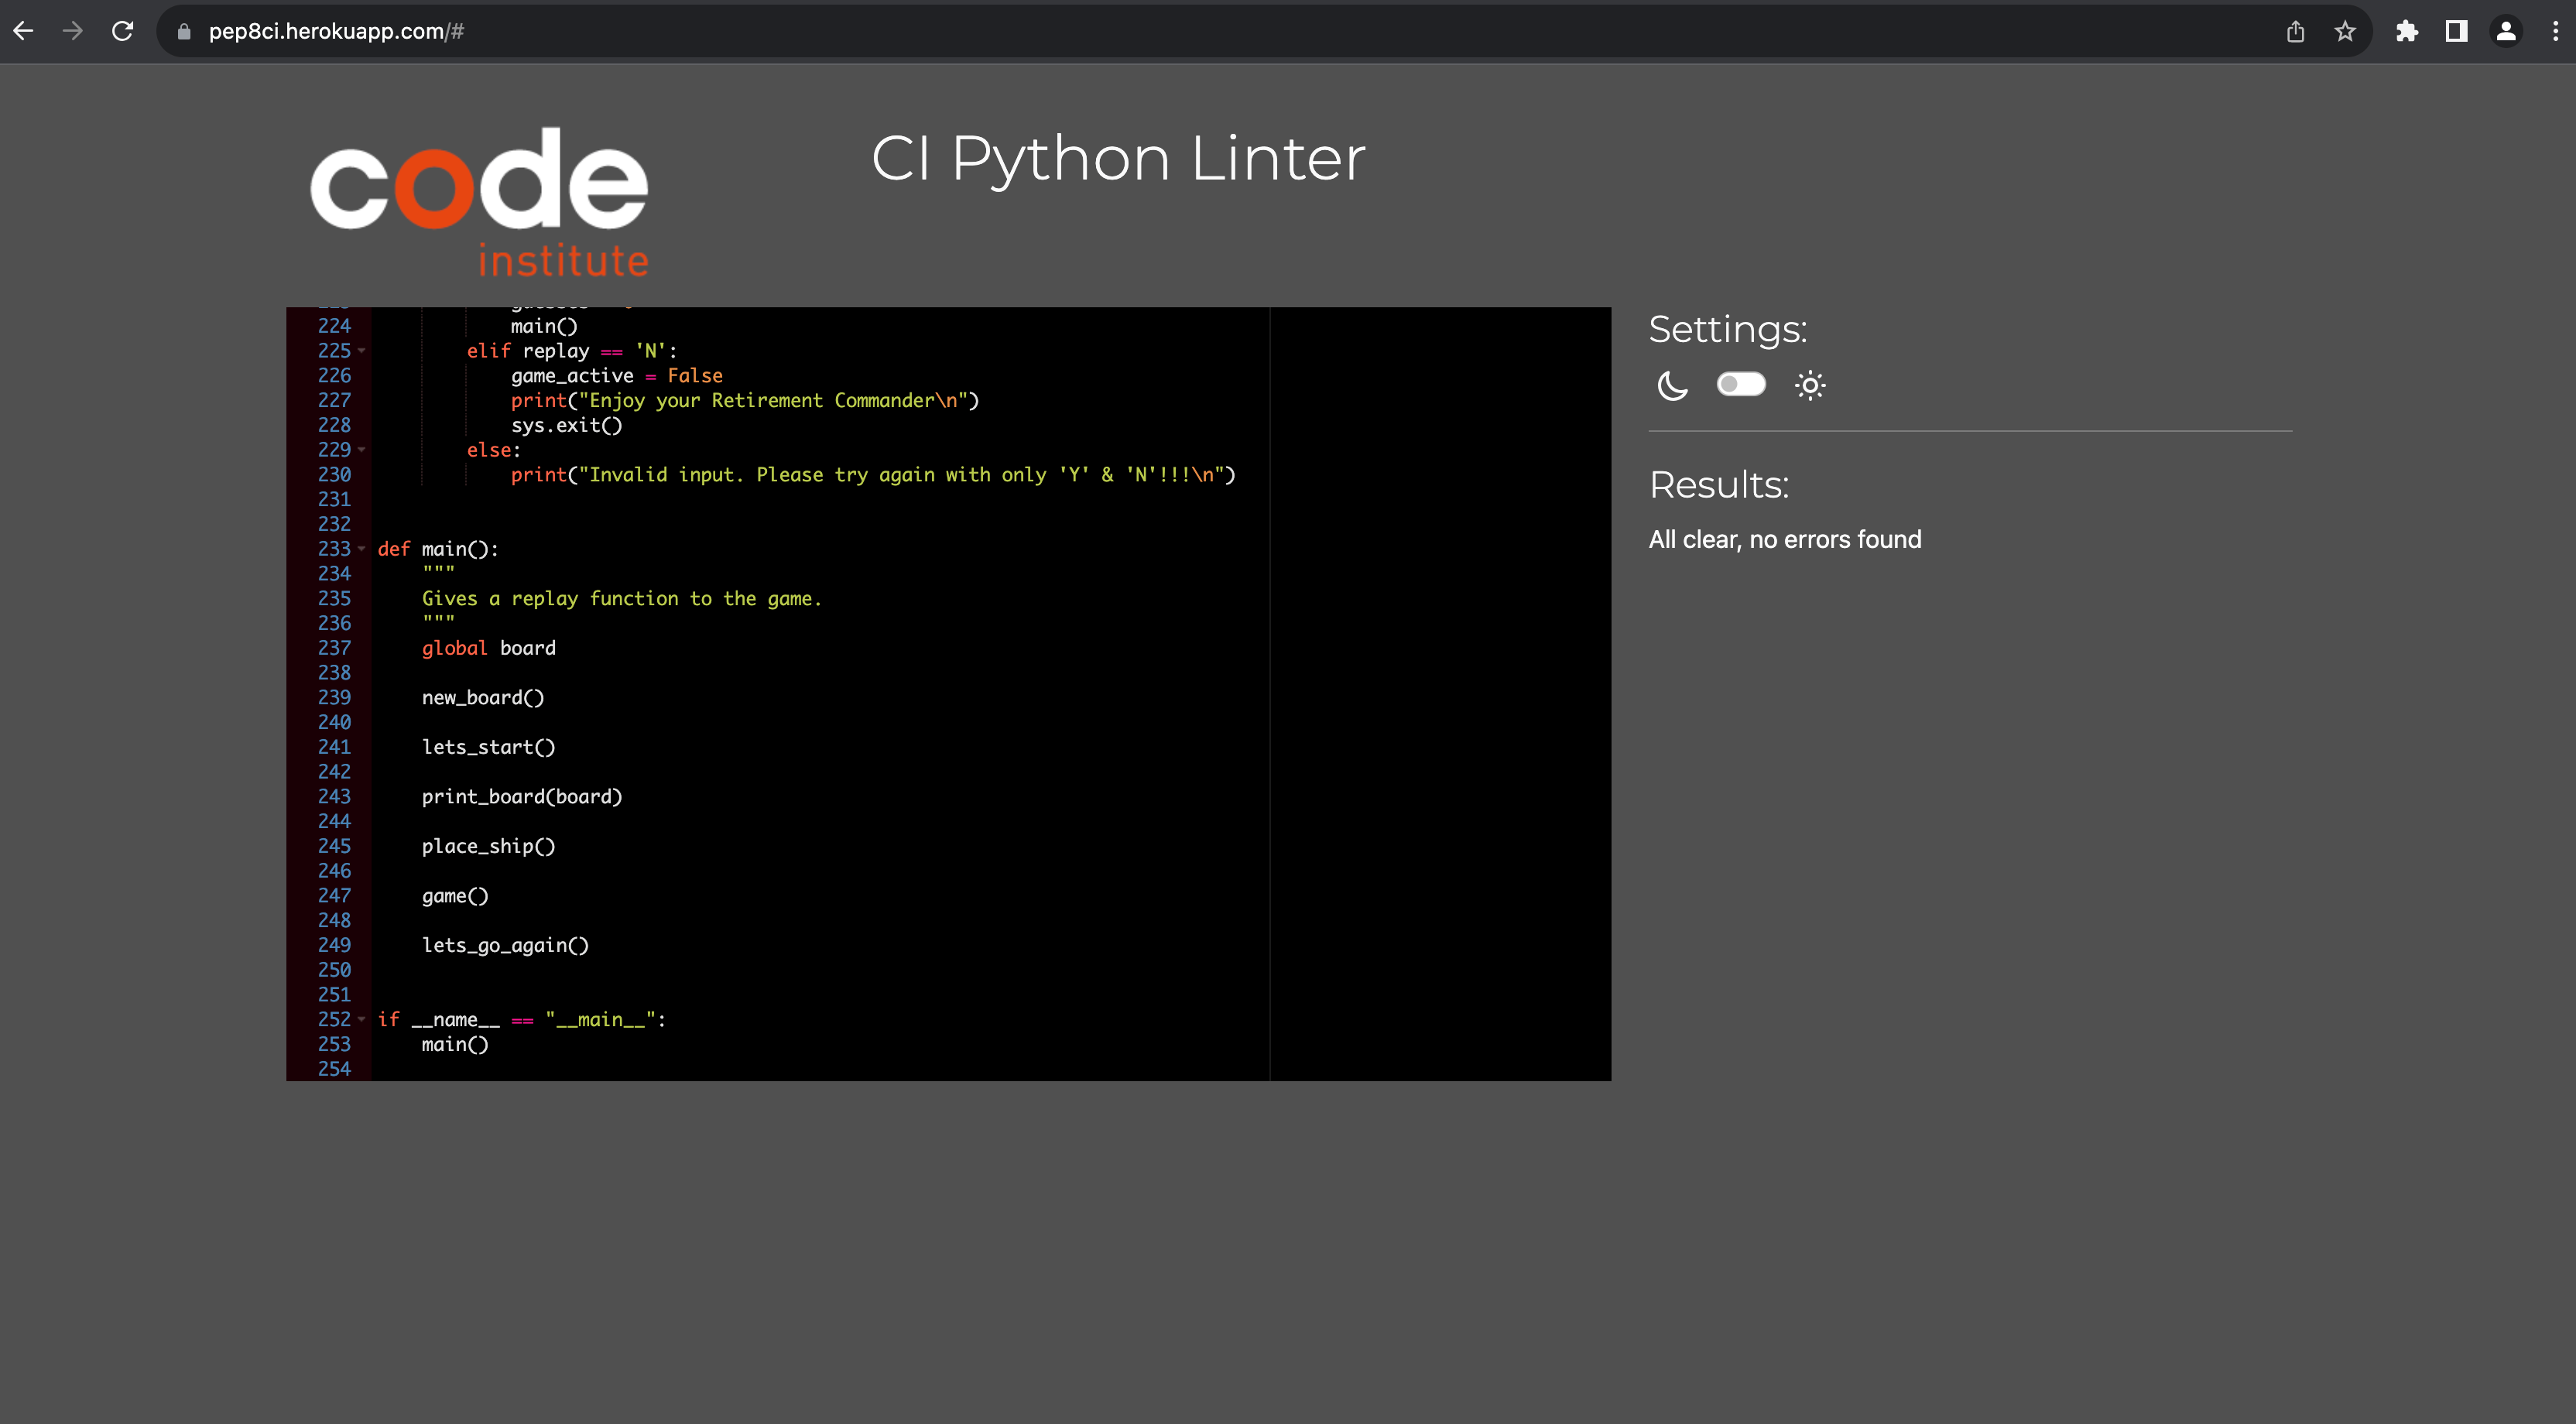 pep8ci.herokuapp.com/#
code
institute
CI Python Linter
224 main()
225 elif replay == 'N':
226 game_active = False
227 print("Enjoy your Retirement Commander\n")
228 sys.exit()
229 else:
230 print("Invalid input. Please try again with only 'Y' & 'N'!!!\n")
231
232
233 def main():
234 """
235 Gives a replay function to the game.
236 """
237 global board
238
239 new_board()
240
241 lets_start()
242
243 print_board(board)
244
245 place_ship()
246
247 game()
248
249 lets_go_again()
250
251
252 if __name__ == "__main__":
253 main()
254
Settings:
Results:
All clear, no errors found